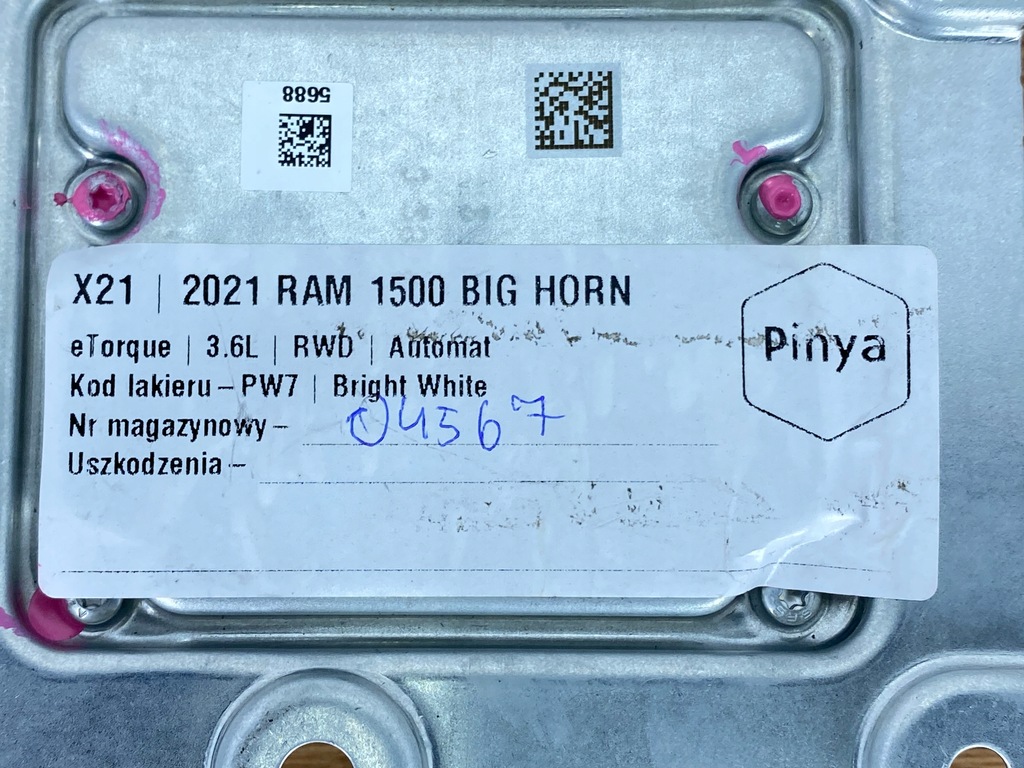 5688
X21 | 2021 RAM 1500 BIG HORN
eTorque | 3.6L | RWD | Automat
Kod lakieru – PW7 | Bright White
Nr magazynowy – 04567
Uszkodzenia –
Pinya